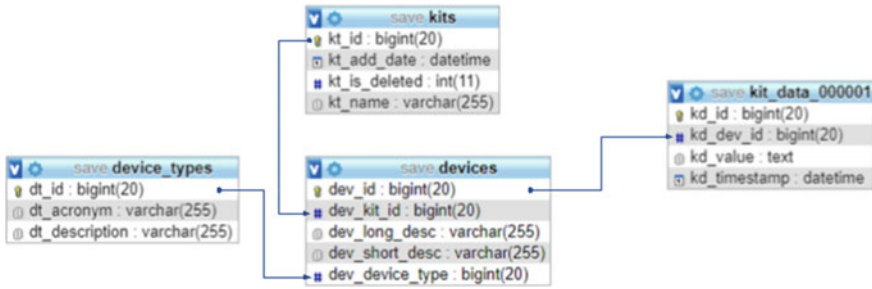 save kits
kt_id : bigint(20)
kt_add_date : datetime
kt_is_deleted : int(11)
kt_name : varchar(255)
save kit_data_000001
kd_id : bigint(20)
kd_dev_id : bigint(20)
kd_value : text
kd_timestamp : datetime
save device_types
dt_id : bigint(20)
dt_acronym : varchar(255)
dt_description : varchar(255)
save devices
dev_id : bigint(20)
dev_kit_id : bigint(20)
dev_long_desc : varchar(255)
dev_short_desc : varchar(255)
dev_device_type : bigint(20)